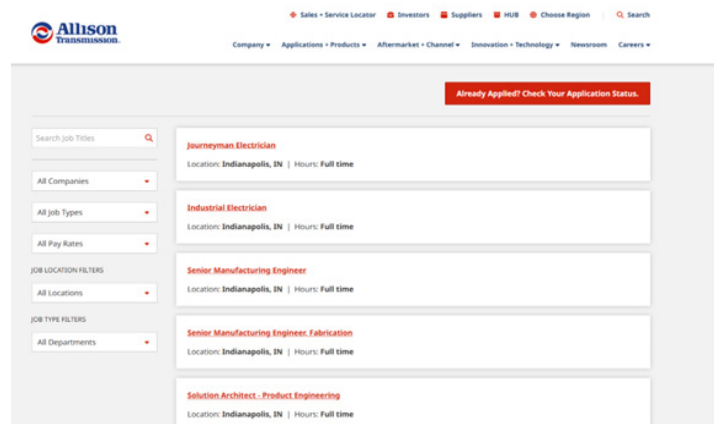 Sales + Service Locator Investors Suppliers HUB Choose Region Search
Allison
Transmission.
Company Applications + Products Aftermarket + Channel Innovation + Technology Newsroom Careers
Already Applied? Check Your Application Status.
Search Job Titles
All Companies
All Job Types
All Pay Rates
JOB LOCATION FILTERS
All Locations
JOB TYPE FILTERS
All Departments
Journeyman Electrician
Location: Indianapolis, IN | Hours: Full time
Industrial Electrician
Location: Indianapolis, IN | Hours: Full time
Senior Manufacturing Engineer
Location: Indianapolis, IN | Hours: Full time
Senior Manufacturing Engineer, Fabrication
Location: Indianapolis, IN | Hours: Full time
Solution Architect - Product Engineering
Location: Indianapolis, IN | Hours: Full time